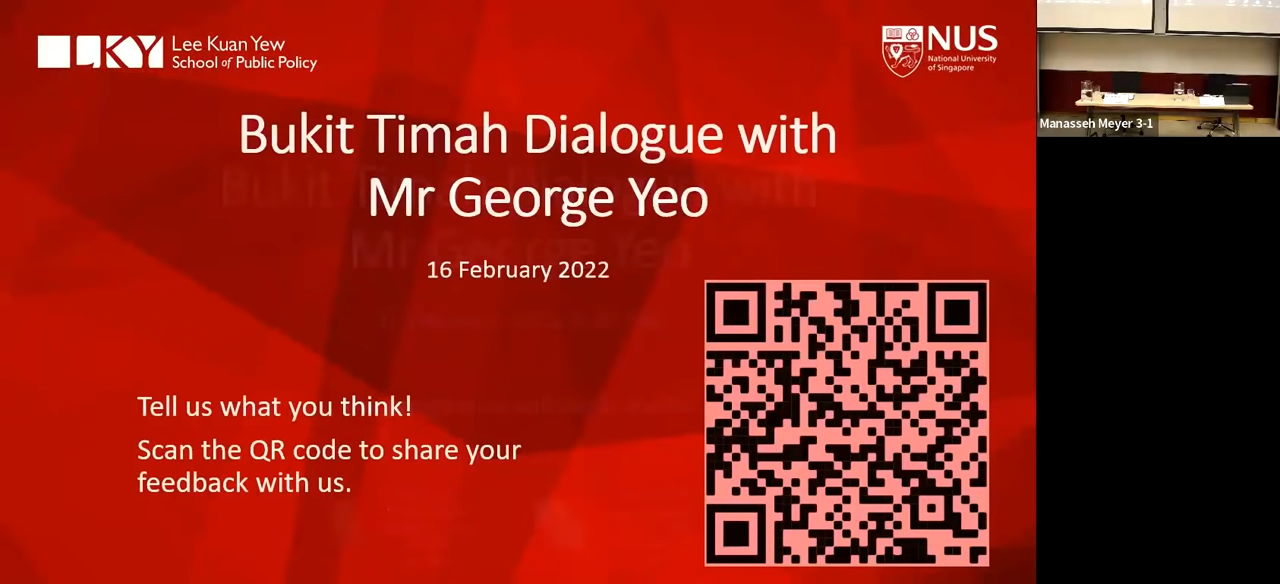 LKY
Lee Kuan Yew
School of Public Policy
NUS
National University
of Singapore
Bukit Timah Dialogue with
Mr George Yeo
16 February 2022
Tell us what you think!
Scan the QR code to share your
feedback with us.
Manasseh Meyer 3-1